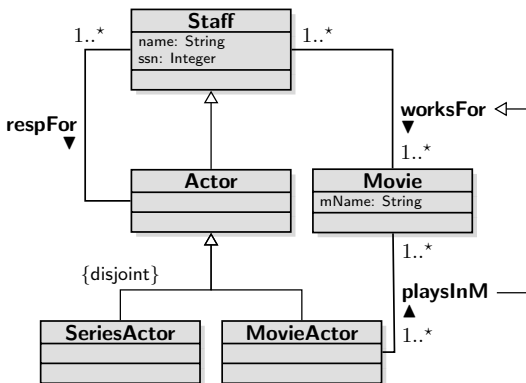 Staff
1..*
name: String
ssn: Integer
1..*
respFor
worksFor
1..*
Actor
Movie
mName: String
1..*
{disjoint}
playsInM
1..*
SeriesActor
MovieActor